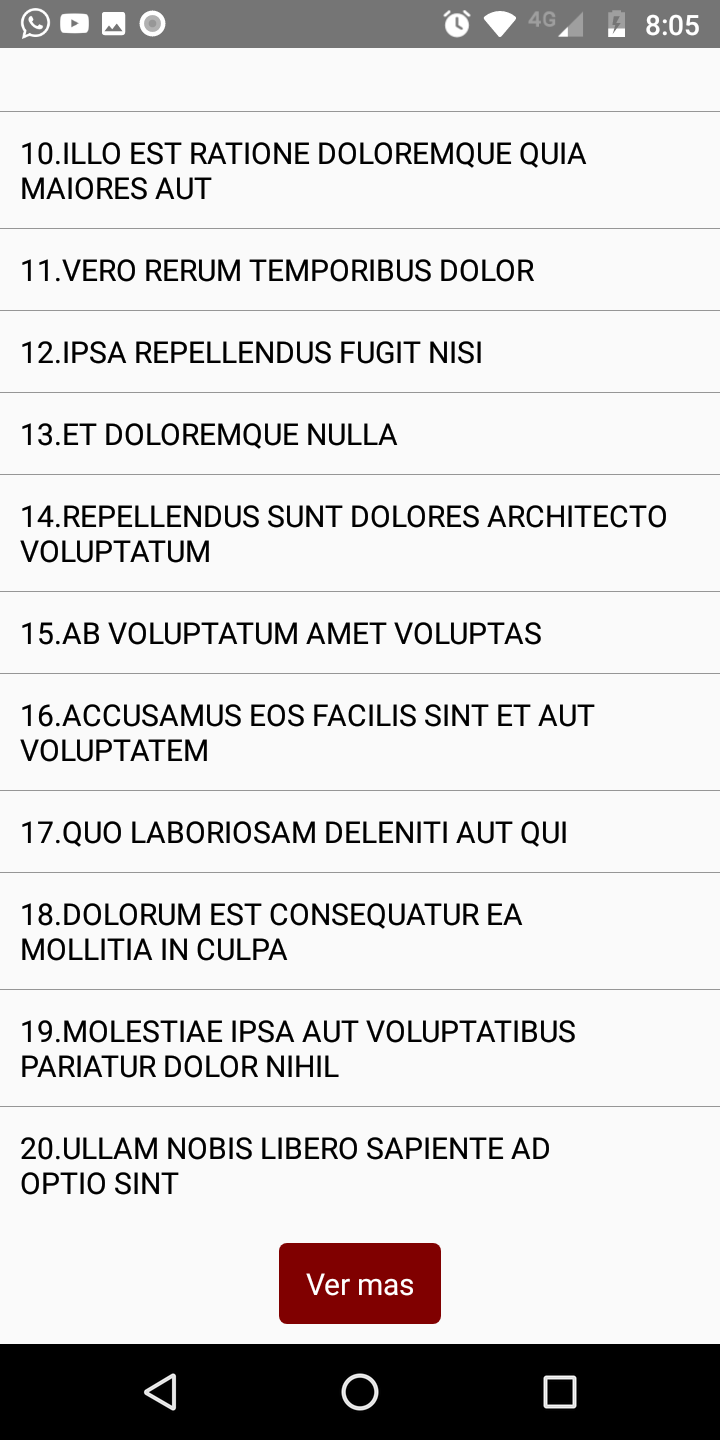 4G 8:05
10.ILLO EST RATIONE DOLOREMQUE QUIA
MAIORES AUT
11.VERO RERUM TEMPORIBUS DOLOR
12.IPSA REPELLENDUS FUGIT NISI
13.ET DOLOREMQUE NULLA
14.REPELLENDUS SUNT DOLORES ARCHITECTO
VOLUPTATUM
15.AB VOLUPTATUM AMET VOLUPTAS
16.ACCUSAMUS EOS FACILIS SINT ET AUT
VOLUPTATEM
17.QUO LABORIOSAM DELENITI AUT QUI
18.DOLORUM EST CONSEQUATUR EA
MOLLITIA IN CULPA
19.MOLESTIAE IPSA AUT VOLUPTATIBUS
PARIATUR DOLOR NIHIL
20.ULLAM NOBIS LIBERO SAPIENTE AD
OPTIO SINT
Ver mas